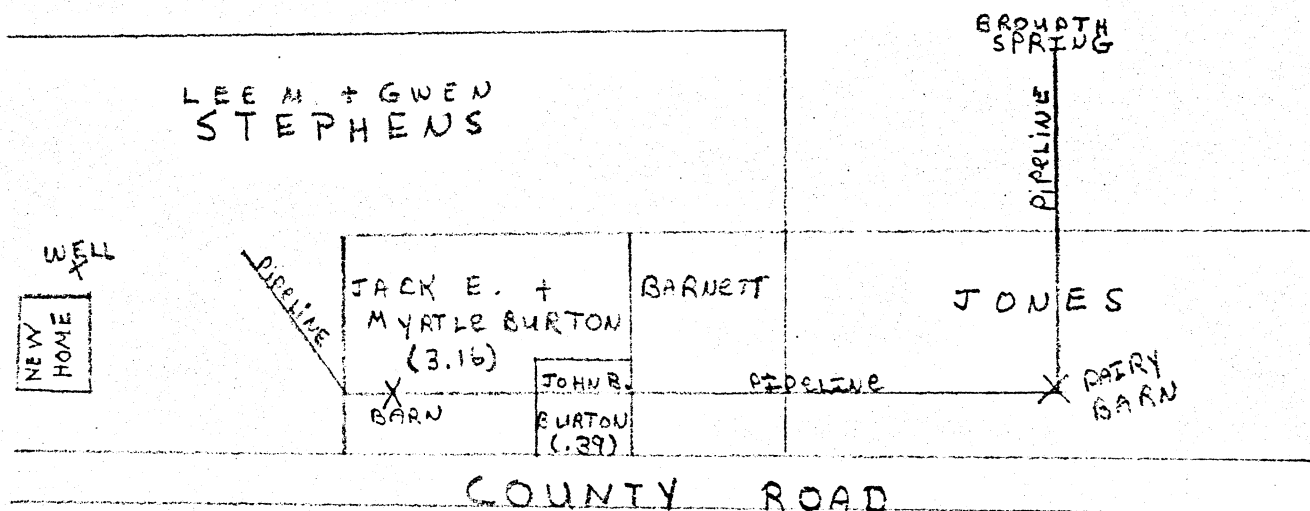 BROYATH
SPRING
LEE M. + GWEN
STEPHENS
PIPELINE
WELL
X
NEW
HOME
PIPELINE
JACK E. +
MYRTLE BURTON
(3.16)
BARNETT
JONES
JOHN B.
BURTON
(.39)
X
BARN
PIPELINE
X DAIRY
BARN
COUNTY ROAD